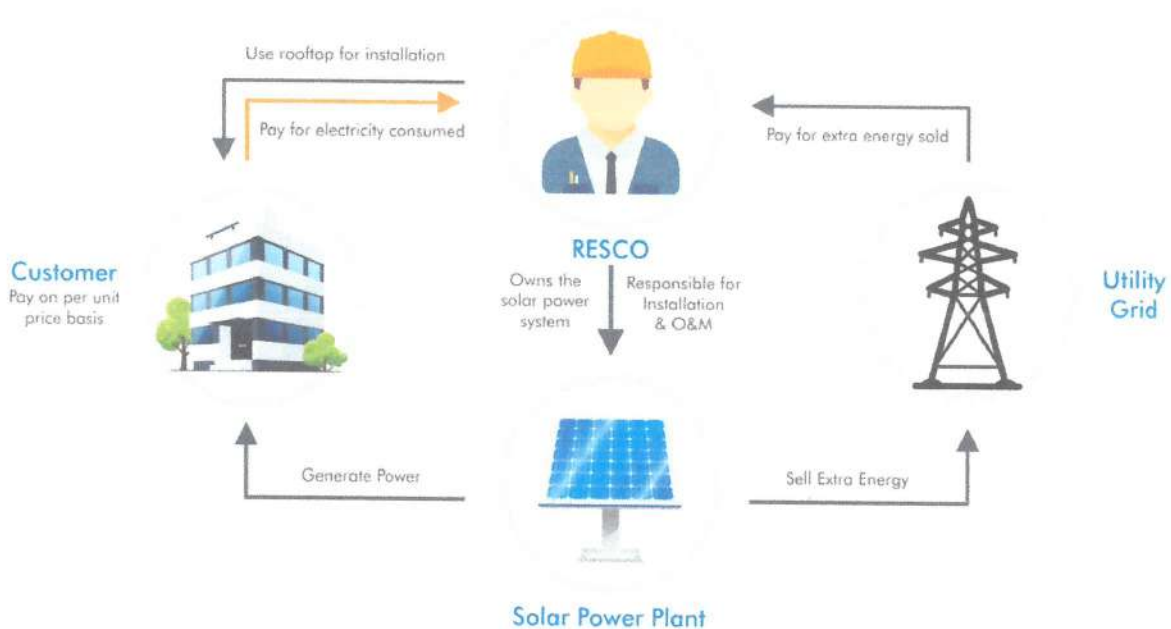 Use rooftop for installation
Pay for electricity consumed
Pay for extra energy sold
RESCO
Customer
Pay on per unit
price basis
Owns the
solar power
system
Responsible for
Installation
& O&M
Utility
Grid
Generate Power
Sell Extra Energy
Solar Power Plant